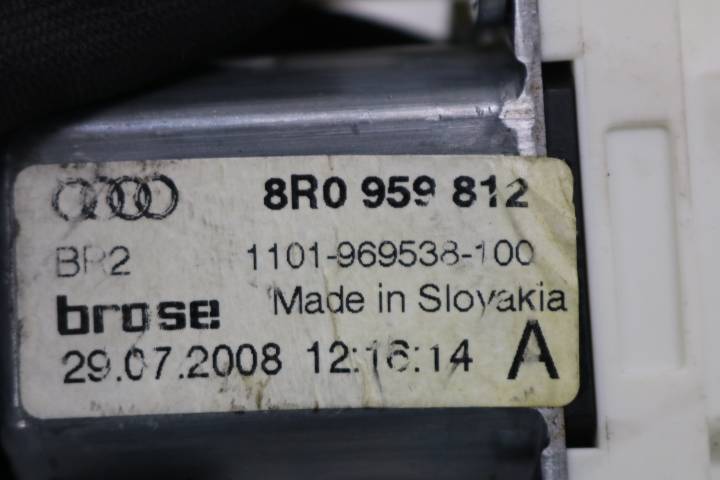 8R0 959 812
BR2 1101-969538-100
brose Made in Slovakia
29.07.2008 12:16:14 A